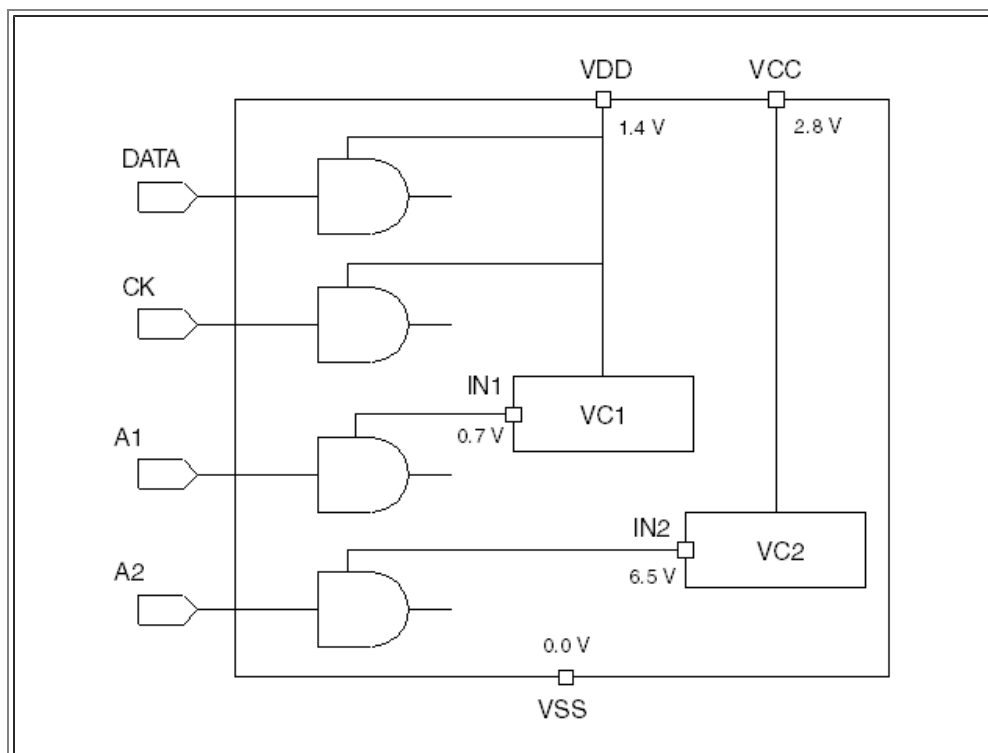 VDD
VCC
1.4 V
2.8 V
DATA
CK
IN1
VC1
0.7 V
A1
IN2
VC2
6.5 V
A2
0.0 V
VSS